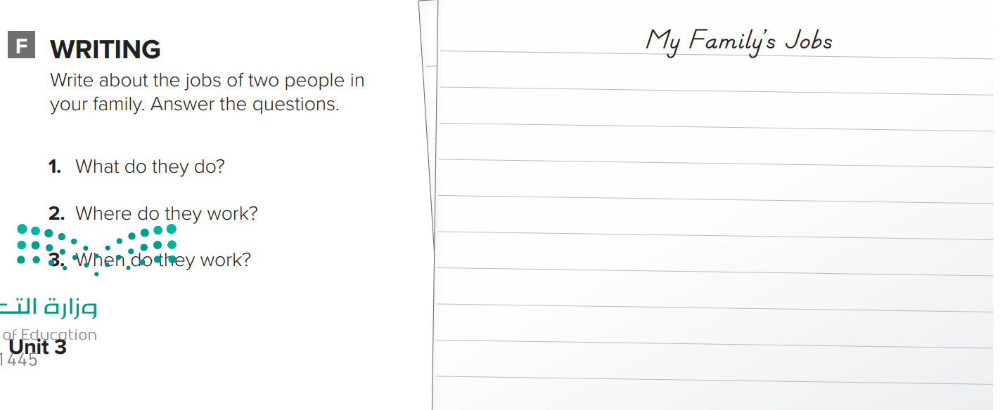 F WRITING
Write about the jobs of two people in
your family. Answer the questions.
1. What do they do?
2. Where do they work?
3. When do they work?
وزارة التـ
of Education
Unit 3
1445
My Family's Jobs